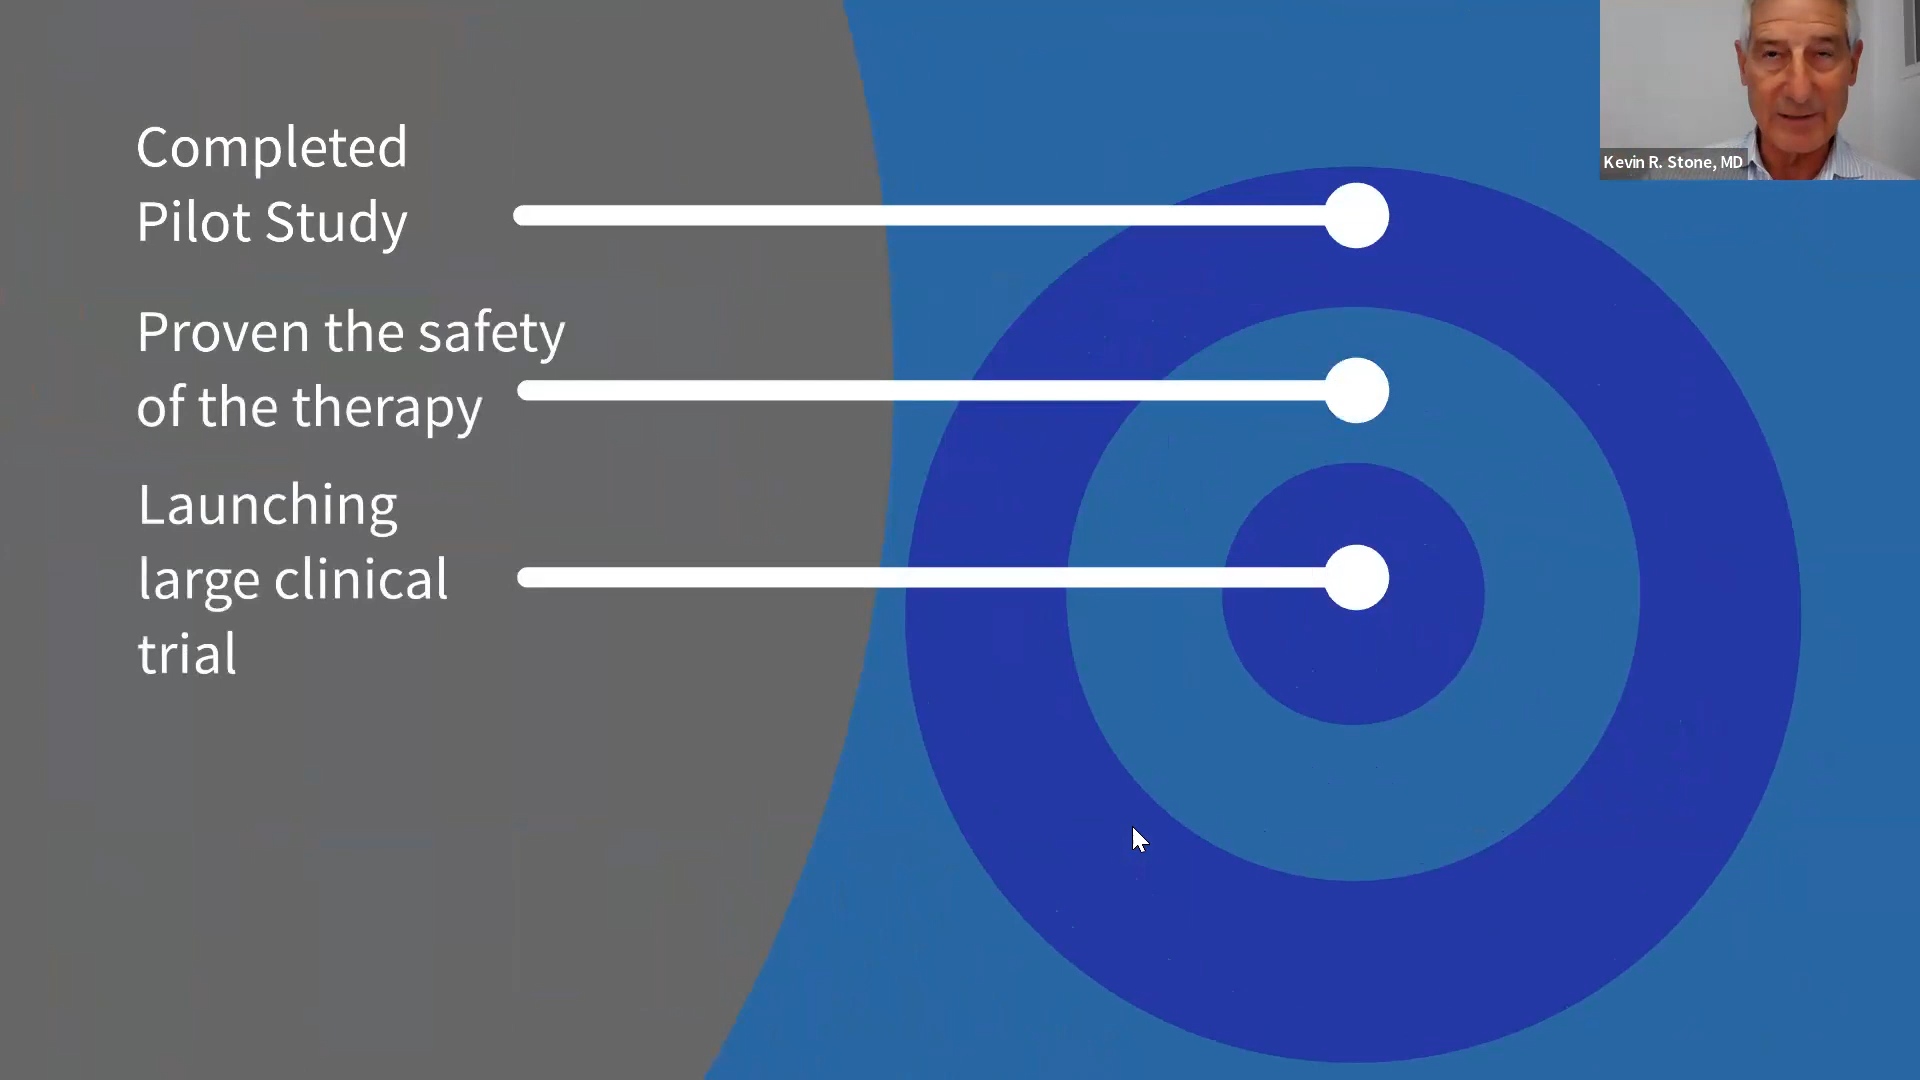 Completed
Pilot Study
Proven the safety
of the therapy
Launching
large clinical
trial
Kevin R. Stone, MD